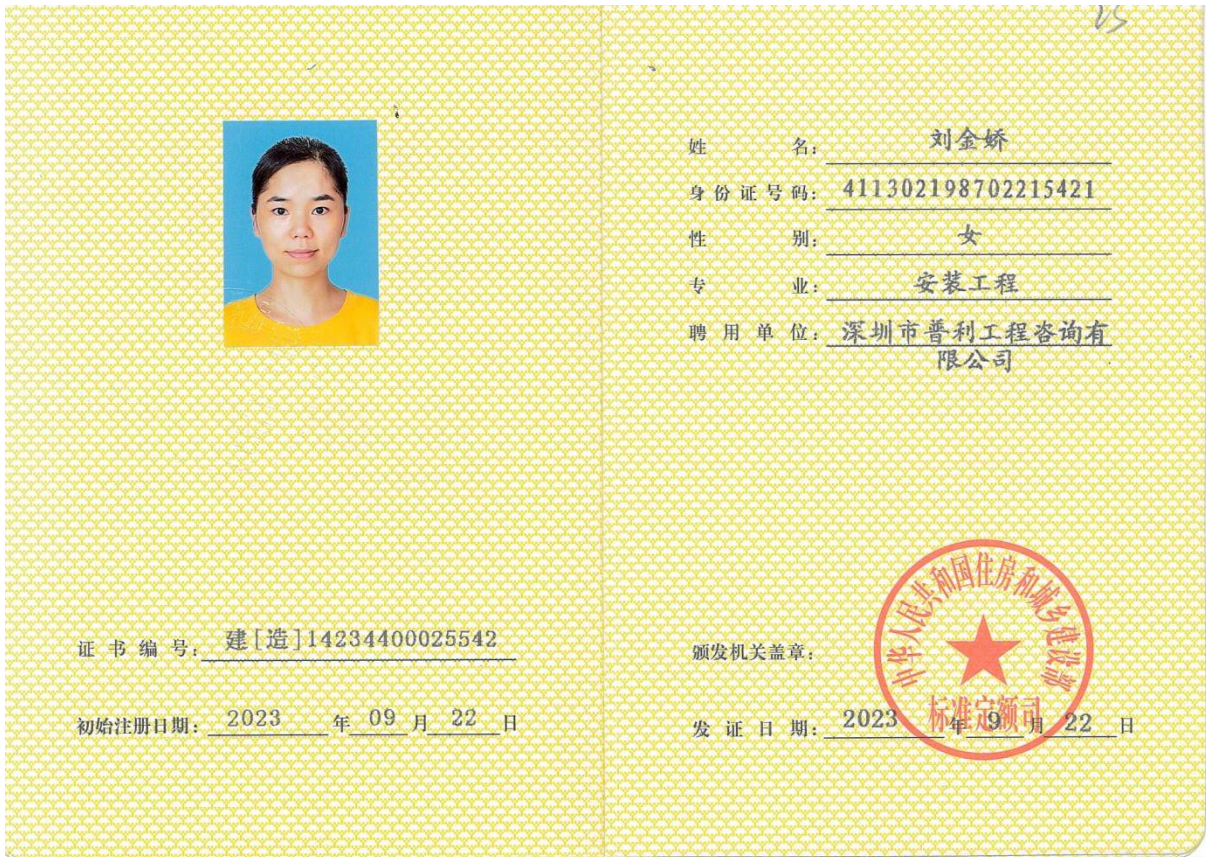 25
姓名：刘金娇
身份证号码：411302198702215421
性别：女
专业：安装工程
聘用单位：深圳市普利工程咨询有
限公司
证书编号：建[造]14234400025542
初始注册日期：2023年09月22日
颁发机关盖章：
中华人民共和国住房和城乡建设部
标准定额司
发证日期：2023年9月22日